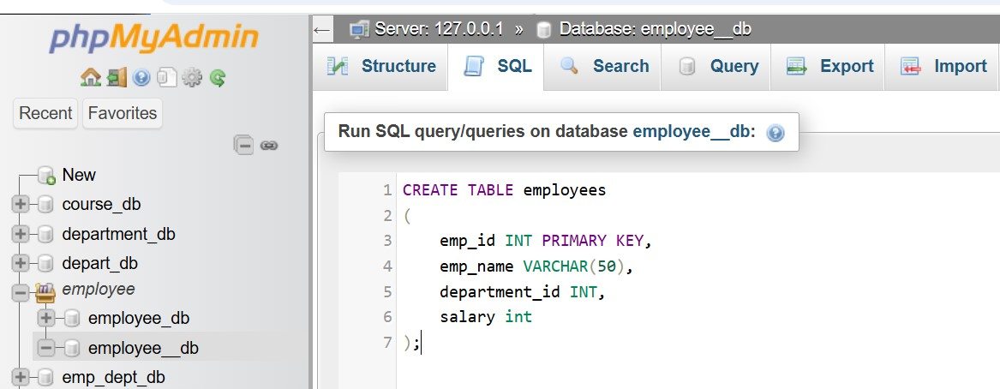 phpMyAdmin
Recent Favorites
New
course_db
department_db
depart_db
employee
employee_db
employee__db
emp_dept_db
Server: 127.0.0.1 » Database: employee__db
Structure SQL Search Query Export Import
Run SQL query/queries on database employee__db:
1 CREATE TABLE employees
2 (
3 emp_id INT PRIMARY KEY,
4 emp_name VARCHAR(50),
5 department_id INT,
6 salary int
7 );